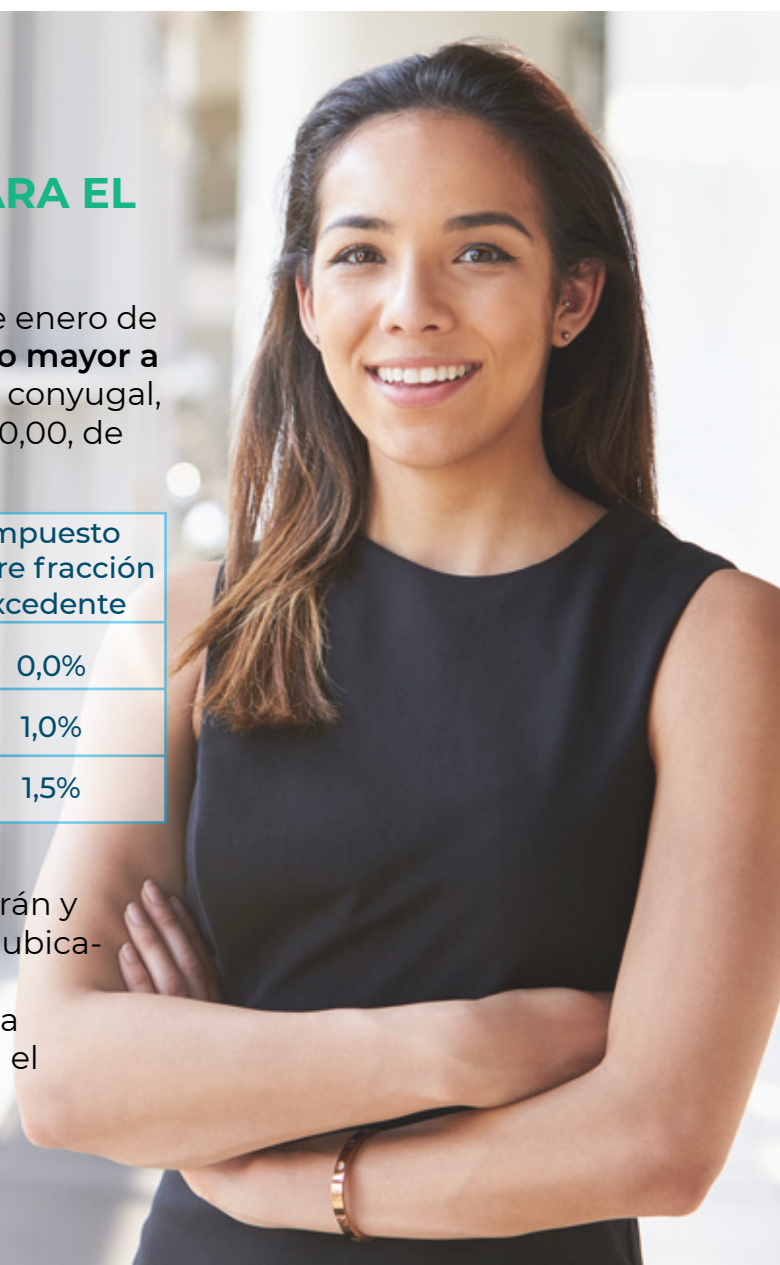 ARA EL
e enero de
o mayor a
conyugal,
0,00, de
mpuesto
re fracción
xcedente
0,0%
1,0%
1,5%
rán y
ubica-
a
el